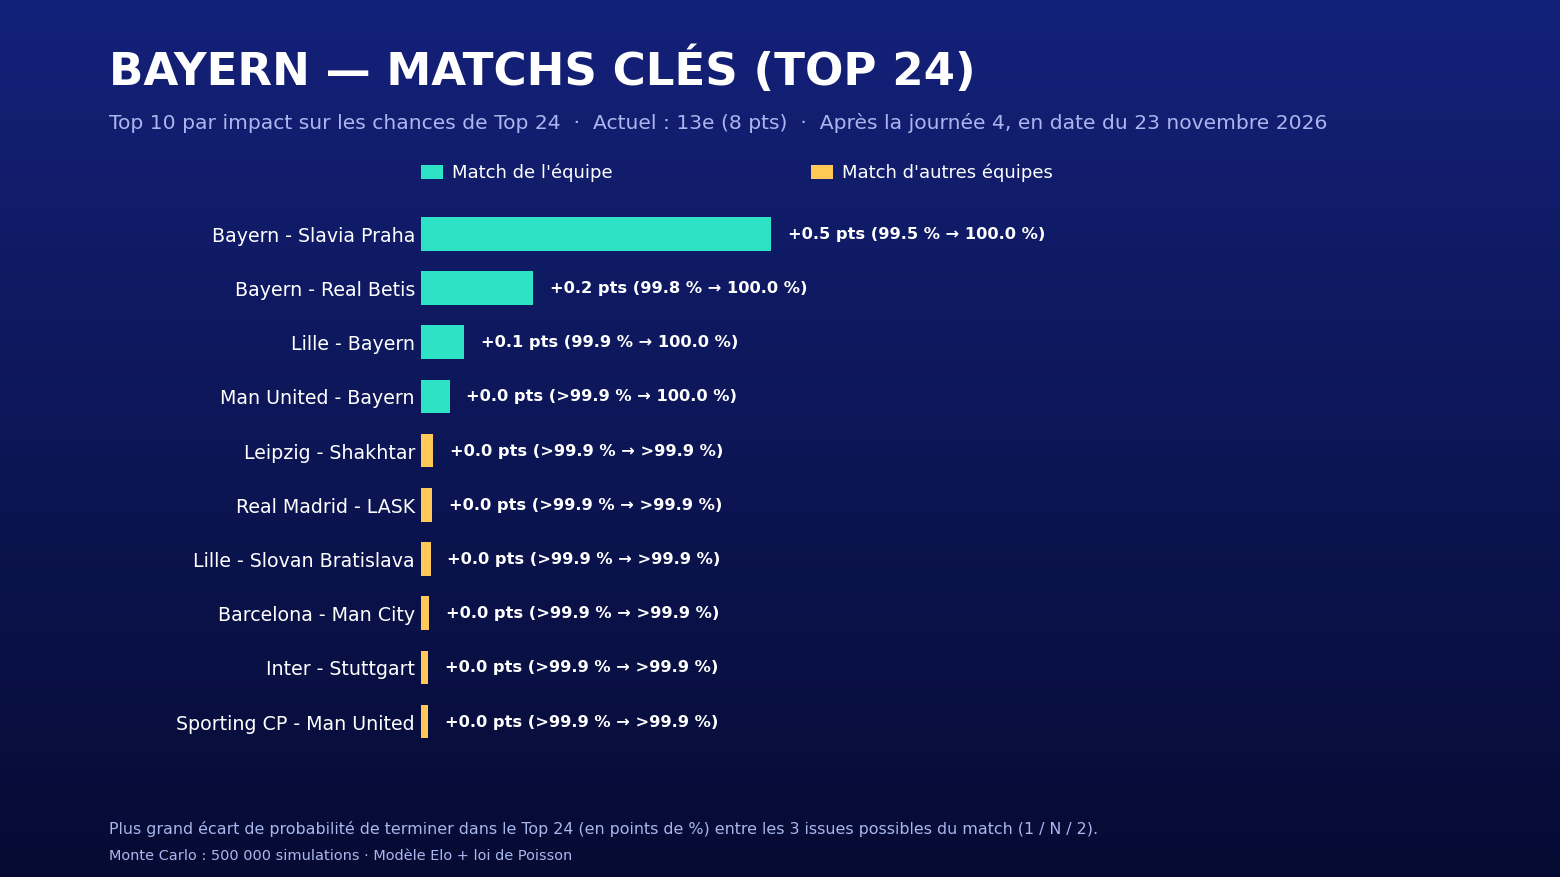 BAYERN — MATCHS CLÉS (TOP 24)
Top 10 par impact sur les chances de Top 24 · Actuel : 13e (8 pts) · Après la journée 4, en date du 23 novembre 2026
Match de l'équipe
Match d'autres équipes
Bayern - Slavia Praha +0.5 pts (99.5 % → 100.0 %)
Bayern - Real Betis +0.2 pts (99.8 % → 100.0 %)
Lille - Bayern +0.1 pts (99.9 % → 100.0 %)
Man United - Bayern +0.0 pts (>99.9 % → 100.0 %)
Leipzig - Shakhtar +0.0 pts (>99.9 % → >99.9 %)
Real Madrid - LASK +0.0 pts (>99.9 % → >99.9 %)
Lille - Slovan Bratislava +0.0 pts (>99.9 % → >99.9 %)
Barcelona - Man City +0.0 pts (>99.9 % → >99.9 %)
Inter - Stuttgart +0.0 pts (>99.9 % → >99.9 %)
Sporting CP - Man United +0.0 pts (>99.9 % → >99.9 %)
Plus grand écart de probabilité de terminer dans le Top 24 (en points de %) entre les 3 issues possibles du match (1 / N / 2).
Monte Carlo : 500 000 simulations · Modèle Elo + loi de Poisson